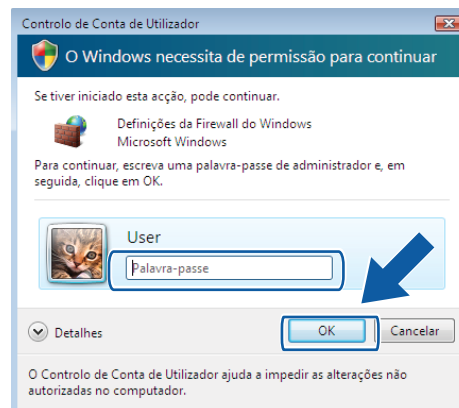 Controlo de Conta de Utilizador
O Windows necessita de permissão para continuar
Se tiver iniciado esta acção, pode continuar.
Definições da Firewall do Windows
Microsoft Windows
Para continuar, escreva uma palavra-passe de administrador e, em
seguida, clique em OK.
User
Palavra-passe
Detalhes
OK
Cancelar
O Controlo de Conta de Utilizador ajuda a impedir as alterações não
autorizadas no computador.